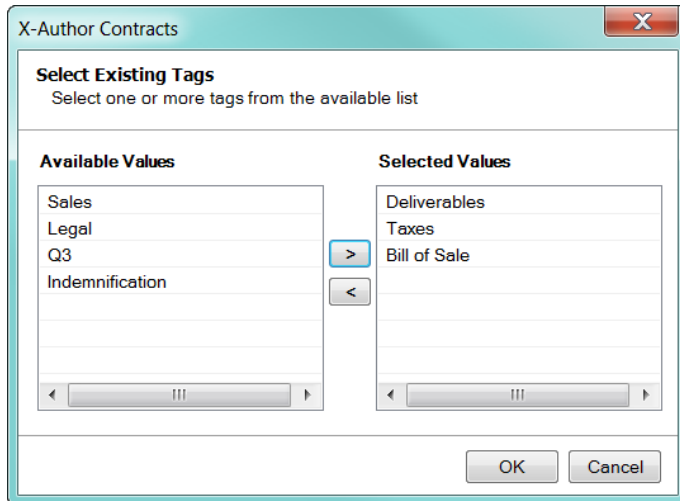 X-Author Contracts
X
Select Existing Tags
Select one or more tags from the available list
Available Values
Selected Values
Sales
Legal
Q3
Indemnification
>
<
Deliverables
Taxes
Bill of Sale
OK
Cancel